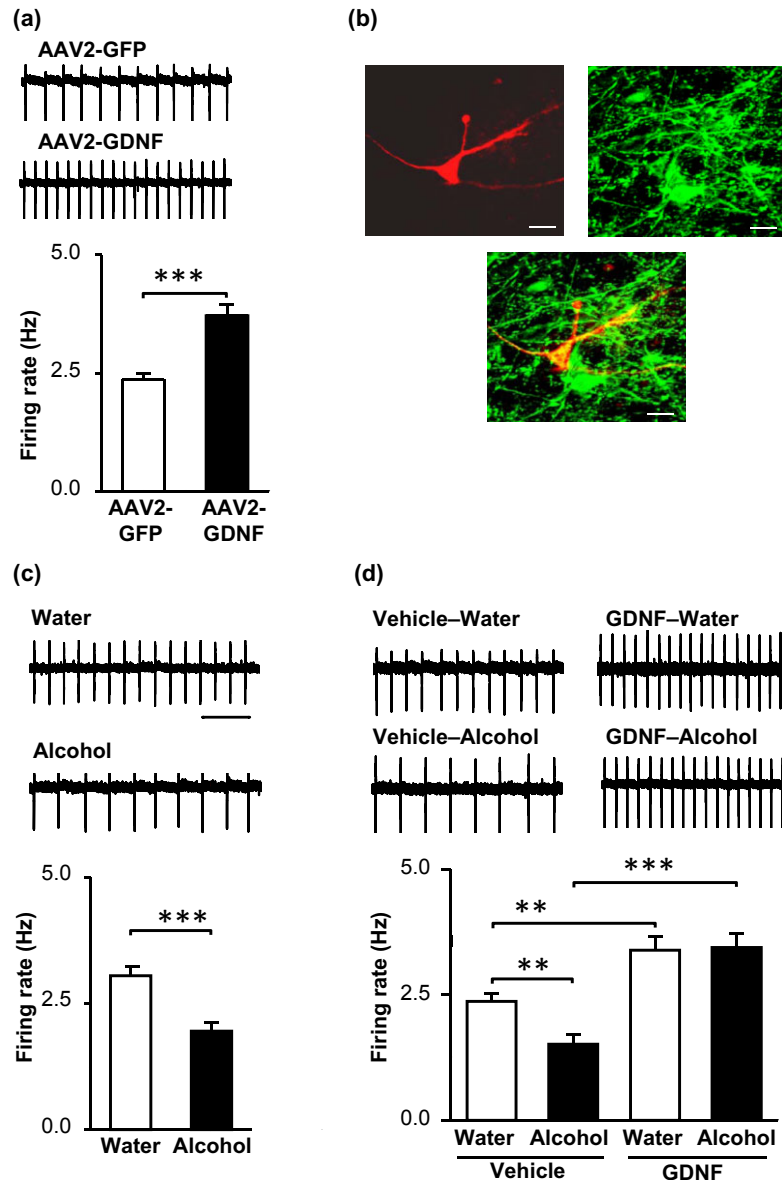 (a)
AAV2-GFP
AAV2-GDNF
5.0
***
2.5
0.0
Firing rate (Hz)
AAV2-
GFP
AAV2-
GDNF
(b)
(c)
Water
Alcohol
5.0
***
2.5
0.0
Firing rate (Hz)
Water Alcohol
(d)
Vehicle–Water GDNF–Water
Vehicle–Alcohol GDNF–Alcohol
5.0
***
**
**
2.5
0.0
Firing rate (Hz)
Water Alcohol Water Alcohol
Vehicle GDNF